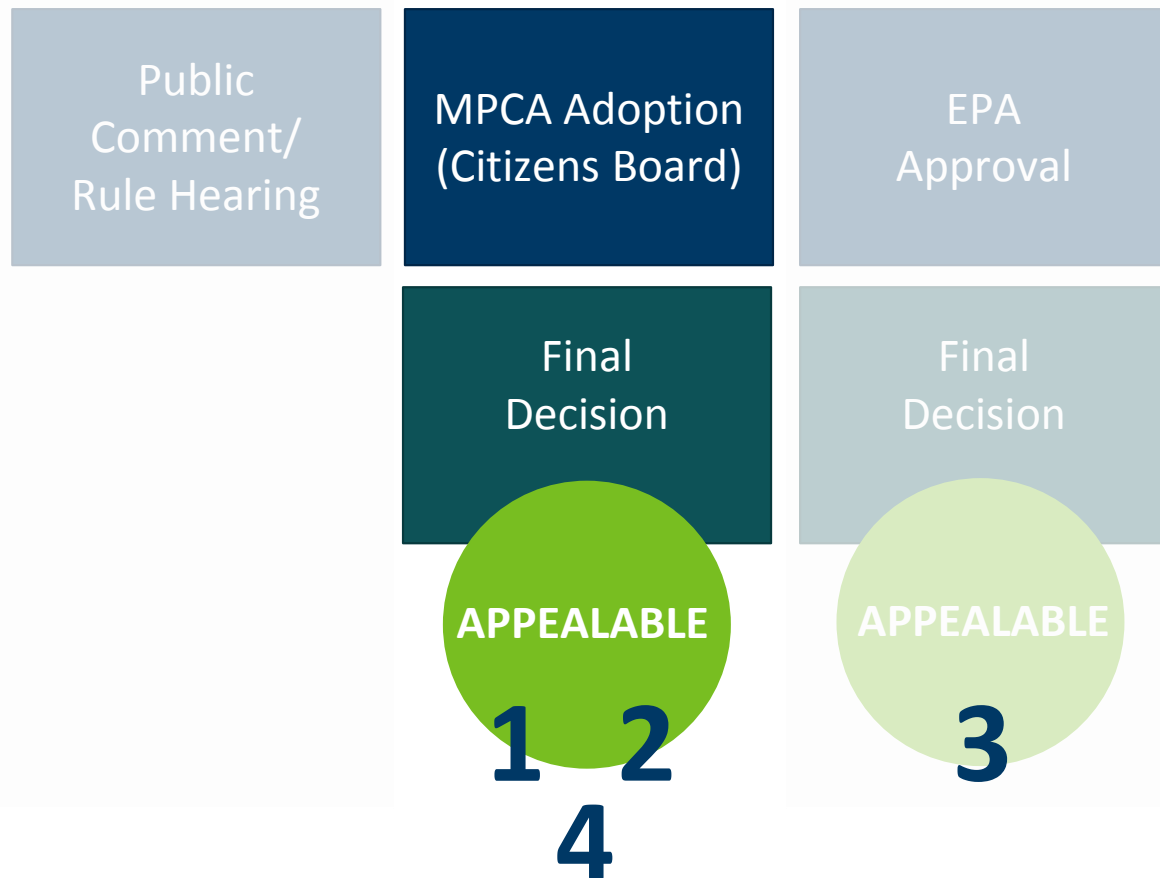 Public
Comment/
Rule Hearing
MPCA Adoption
(Citizens Board)
EPA
Approval
Final
Decision
Final
Decision
APPEALABLE
APPEALABLE
1 2
3
4